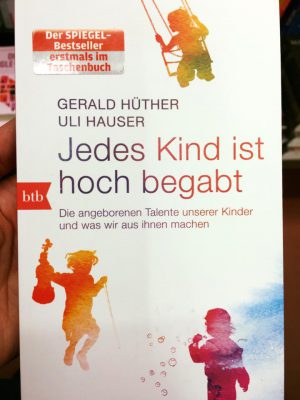 Der SPIEGEL-
Bestseller
erstmals im
Taschenbuch
GERALD HÜTHER
ULI HAUSER
Jedes Kind ist
hoch begabt
btb
Die angeborenen Talente unserer Kinder
und was wir aus ihnen machen